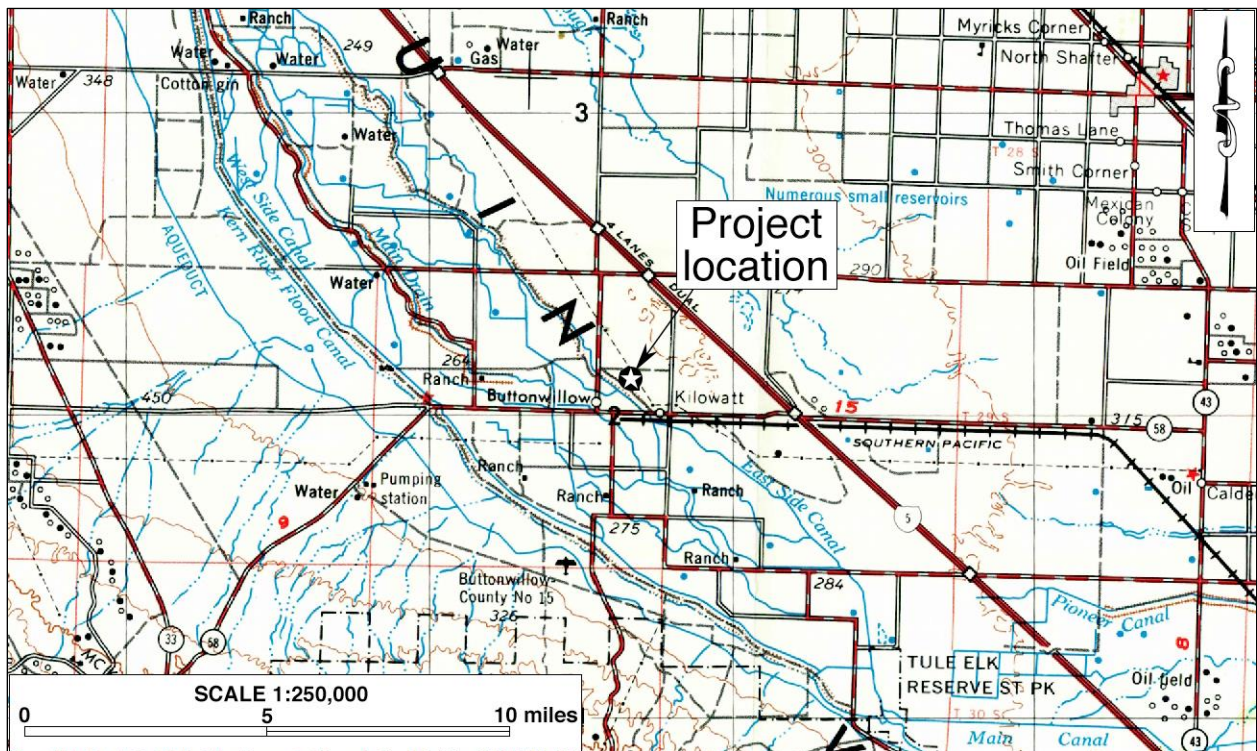 Ranch
249
Water
Gas
Ranch
Myricks Corner
North Shafter
Water
348
Water
Cotton gin
Water
U
3
Water
300
Thomas Lane
T 28 S
Smith Corner
Numerous small reservoirs
Mexican
Colony
West Side Canal
Kern River Flood Canal
AQUEDUCT
Main Drain
I
4 LANES
DUAL
Project
location
290
Oil Field
Water
N
264
Ranch
Buttonwillow
Kilowatt
450
2
15
T 29 S
315
58
43
SOUTHERN PACIFIC
Ranch
Water
Pumping
station
Ranch
Ranch
East Side Canal
Oil
Calde
9
5
275
Ranch
284
Buttonwillow
County No 15
326
Pioneer Canal
33
58
MC
TULE ELK
RESERVE ST PK
8
Oil field
T 30 S
Main Canal
43
SCALE 1:250,000
0
5
10 miles